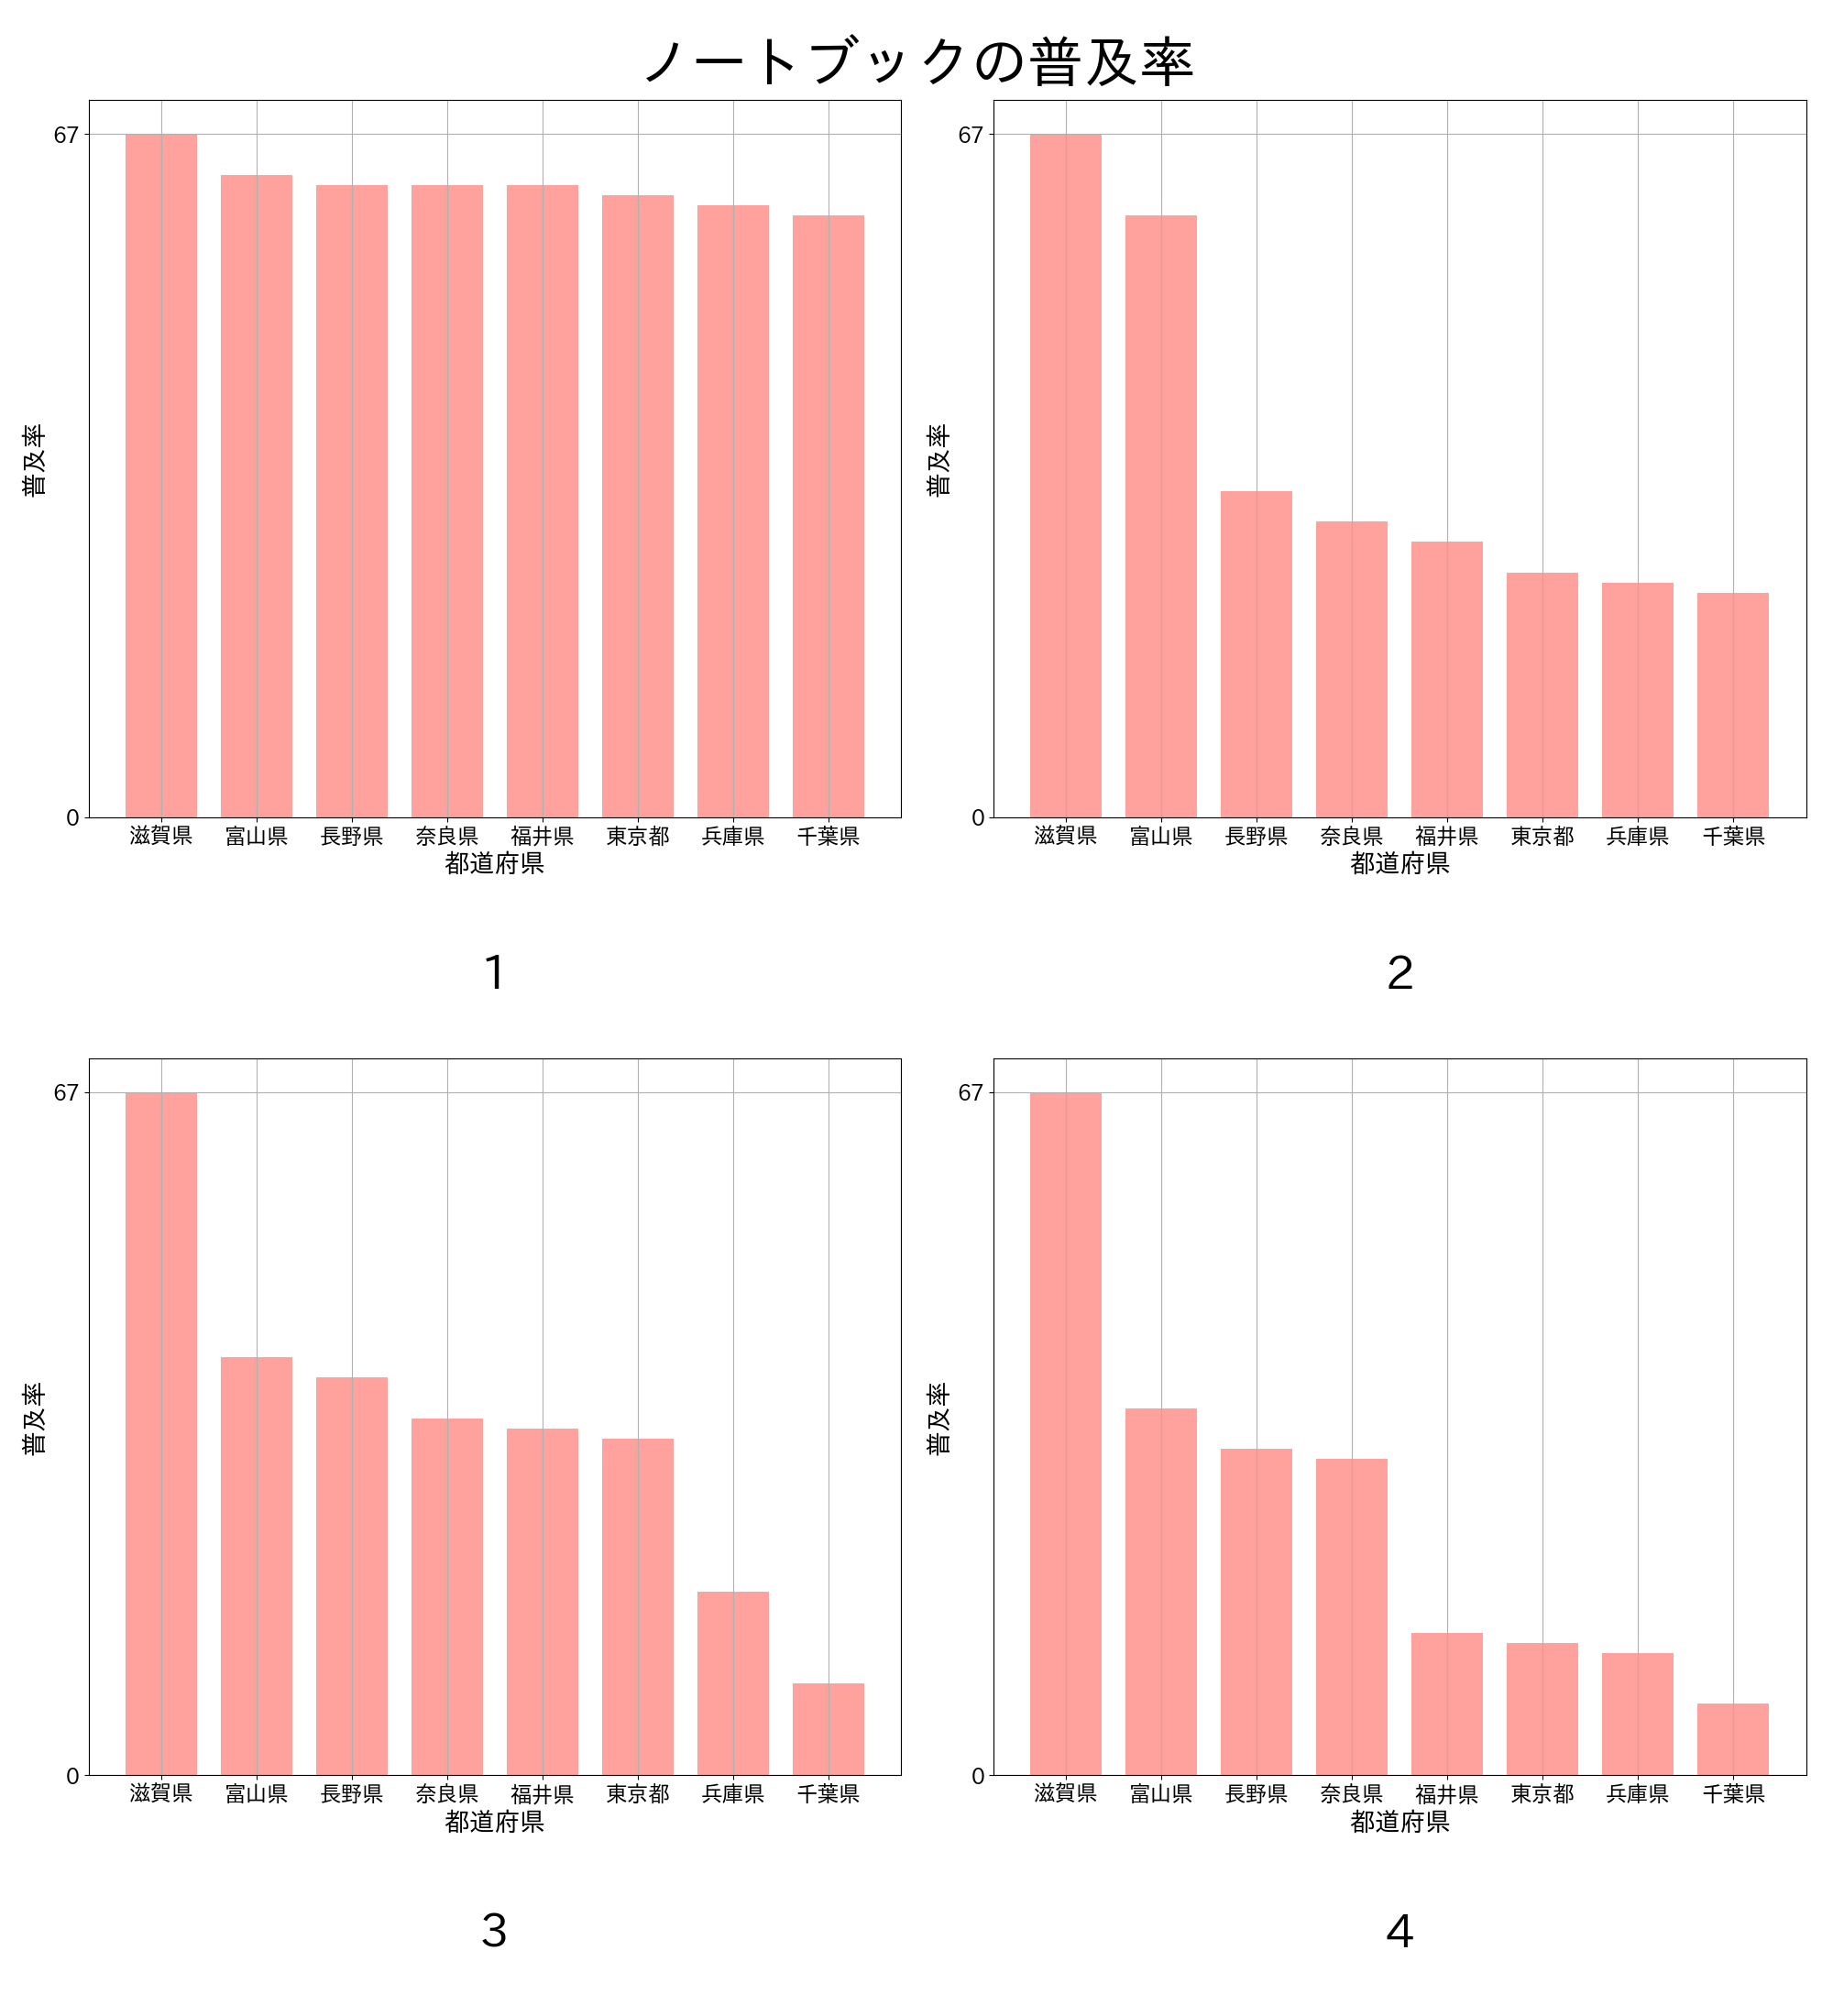 ノートブックの普及率
67
0
普及率
滋賀県 富山県 長野県 奈良県 福井県 東京都 兵庫県 千葉県
都道府県
1
67
0
普及率
滋賀県 富山県 長野県 奈良県 福井県 東京都 兵庫県 千葉県
都道府県
2
67
0
普及率
滋賀県 富山県 長野県 奈良県 福井県 東京都 兵庫県 千葉県
都道府県
3
67
0
普及率
滋賀県 富山県 長野県 奈良県 福井県 東京都 兵庫県 千葉県
都道府県
4